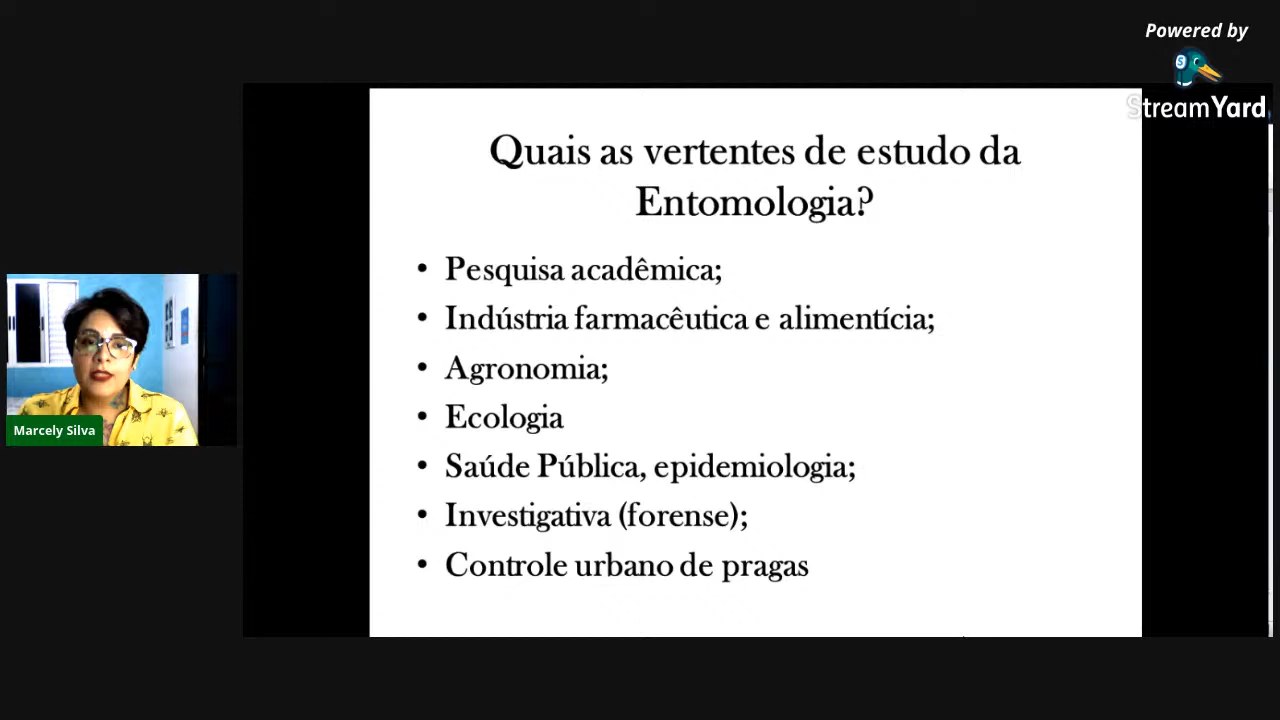 Powered by
StreamYard
Quais as vertentes de estudo da
Entomologia?
• Pesquisa acadêmica;
• Indústria farmacêutica e alimentícia;
• Agronomia;
• Ecologia
• Saúde Pública, epidemiologia;
• Investigativa (forense);
• Controle urbano de pragas
Marcely Silva